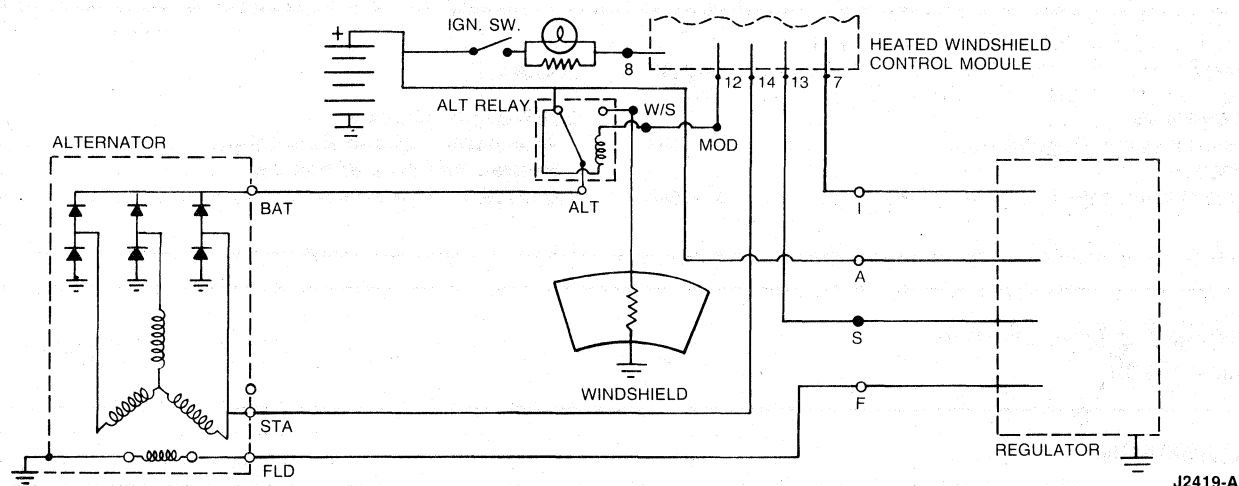 IGN. SW.
+
HEATED WINDSHIELD
CONTROL MODULE
8
12
14
13
7
ALT RELAY
W/S
MOD
ALTERNATOR
BAT
ALT
I
A
S
WINDSHIELD
F
STA
REGULATOR
FLD
J2419-A